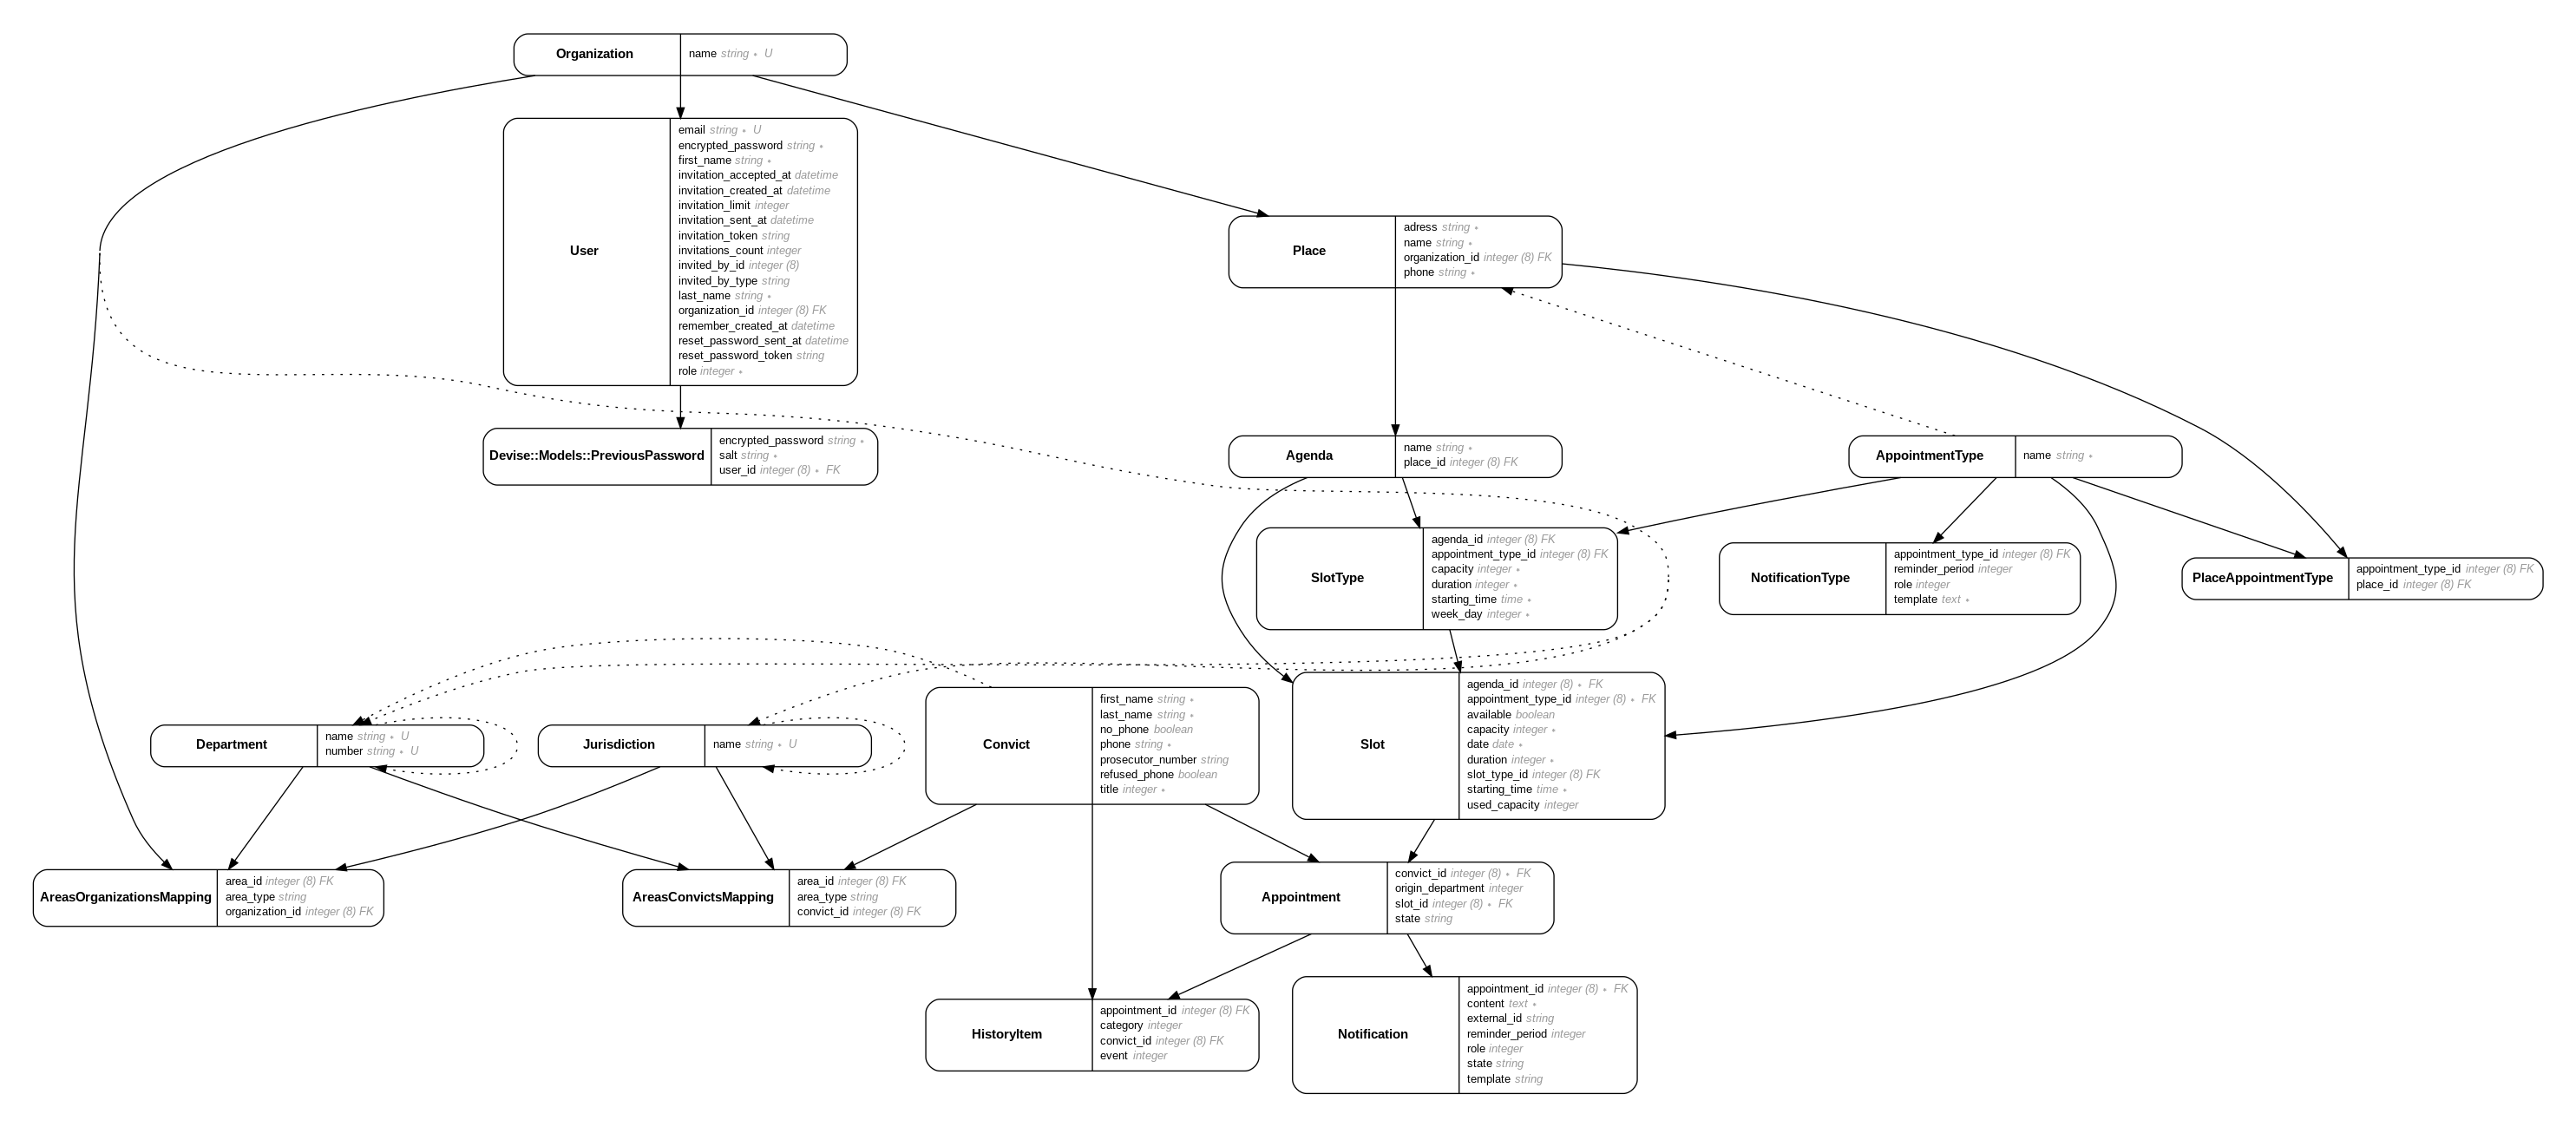 Organization
name string ∗ U
User
email string ∗ U
encrypted_password string ∗
first_name string ∗
invitation_accepted_at datetime
invitation_created_at datetime
invitation_limit integer
invitation_sent_at datetime
invitation_token string
invitations_count integer
invited_by_id integer (8)
invited_by_type string
last_name string ∗
organization_id integer (8) FK
remember_created_at datetime
reset_password_sent_at datetime
reset_password_token string
role integer ∗
Place
adress string ∗
name string ∗
organization_id integer (8) FK
phone string ∗
Devise::Models::PreviousPassword
encrypted_password string ∗
salt string ∗
user_id integer (8) ∗ FK
Agenda
name string ∗
place_id integer (8) FK
AppointmentType
name string ∗
SlotType
agenda_id integer (8) FK
appointment_type_id integer (8) FK
capacity integer ∗
duration integer ∗
starting_time time ∗
week_day integer ∗
NotificationType
appointment_type_id integer (8) FK
reminder_period integer
role integer
template text ∗
PlaceAppointmentType
appointment_type_id integer (8) FK
place_id integer (8) FK
Department
name string ∗ U
number string ∗ U
Jurisdiction
name string ∗ U
Convict
first_name string ∗
last_name string ∗
no_phone boolean
phone string ∗
prosecutor_number string
refused_phone boolean
title integer ∗
Slot
agenda_id integer (8) ∗ FK
appointment_type_id integer (8) ∗ FK
available boolean
capacity integer ∗
date date ∗
duration integer ∗
slot_type_id integer (8) FK
starting_time time ∗
used_capacity integer
AreasOrganizationsMapping
area_id integer (8) FK
area_type string
organization_id integer (8) FK
AreasConvictsMapping
area_id integer (8) FK
area_type string
convict_id integer (8) FK
Appointment
convict_id integer (8) ∗ FK
origin_department integer
slot_id integer (8) ∗ FK
state string
HistoryItem
appointment_id integer (8) FK
category integer
convict_id integer (8) FK
event integer
Notification
appointment_id integer (8) ∗ FK
content text ∗
external_id string
reminder_period integer
role integer
state string
template string